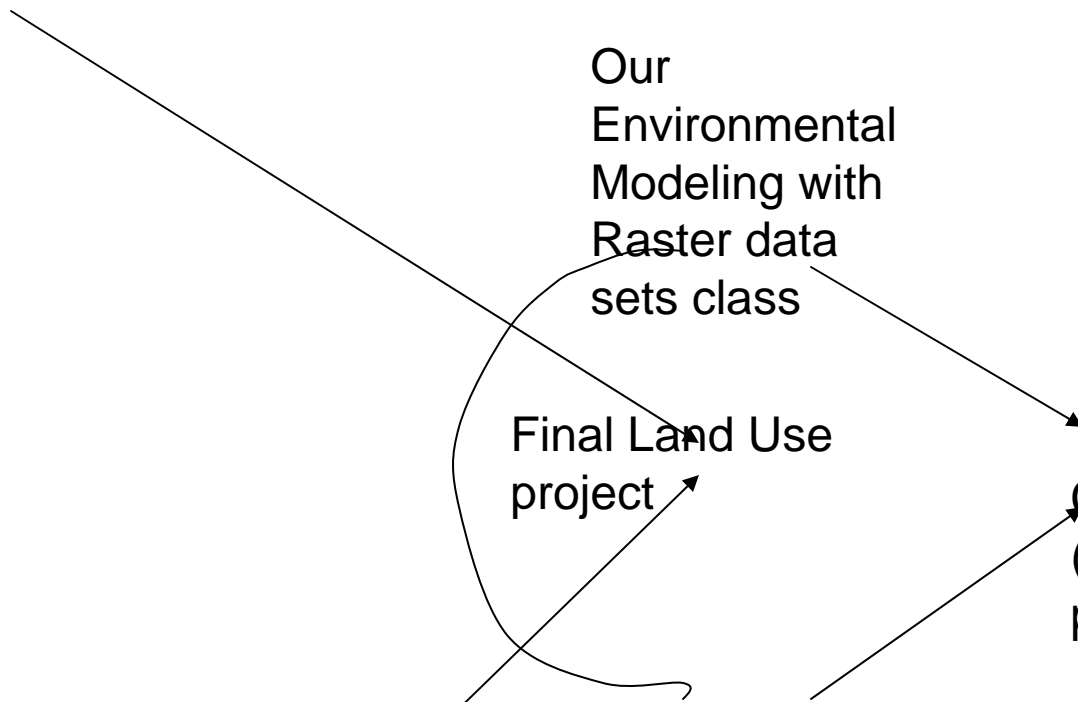 Our
Environmental
Modeling with
Raster data
sets class
Final Land Use
project